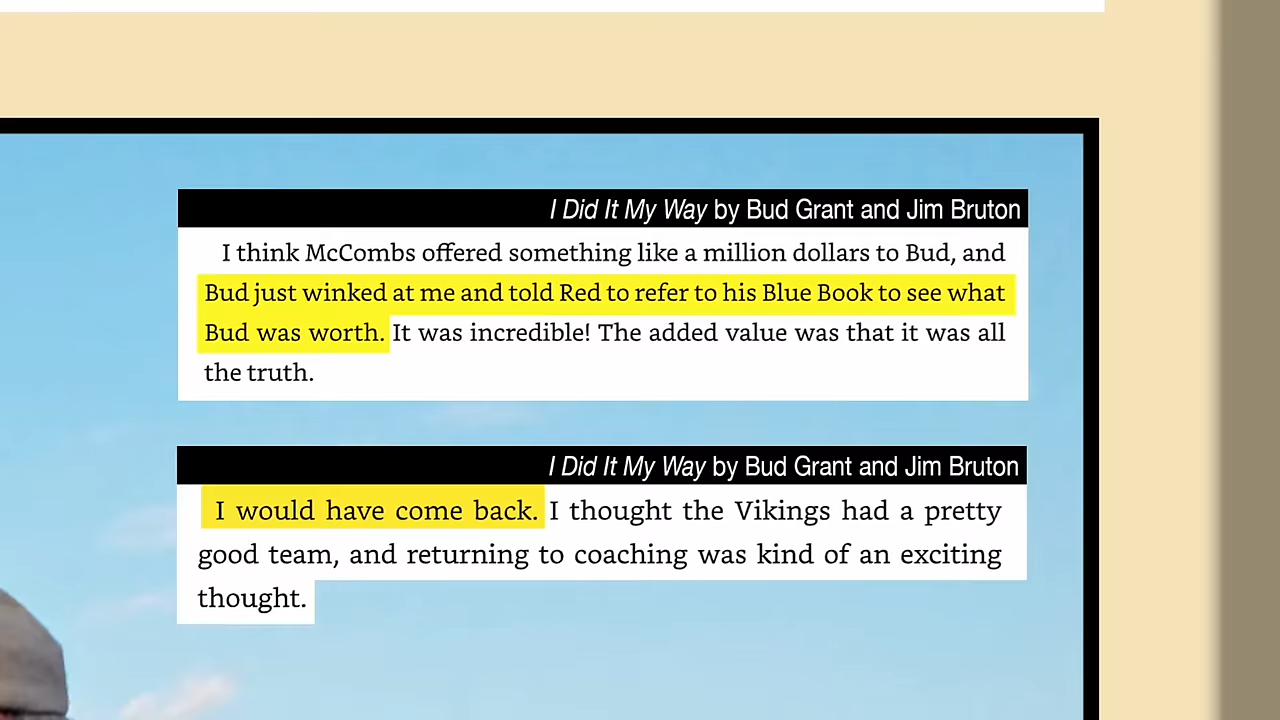 I Did It My Way by Bud Grant and Jim Bruton
I think McCombs offered something like a million dollars to Bud, and
Bud just winked at me and told Red to refer to his Blue Book to see what
Bud was worth. It was incredible! The added value was that it was all
the truth.
I Did It My Way by Bud Grant and Jim Bruton
I would have come back. I thought the Vikings had a pretty
good team, and returning to coaching was kind of an exciting
thought.